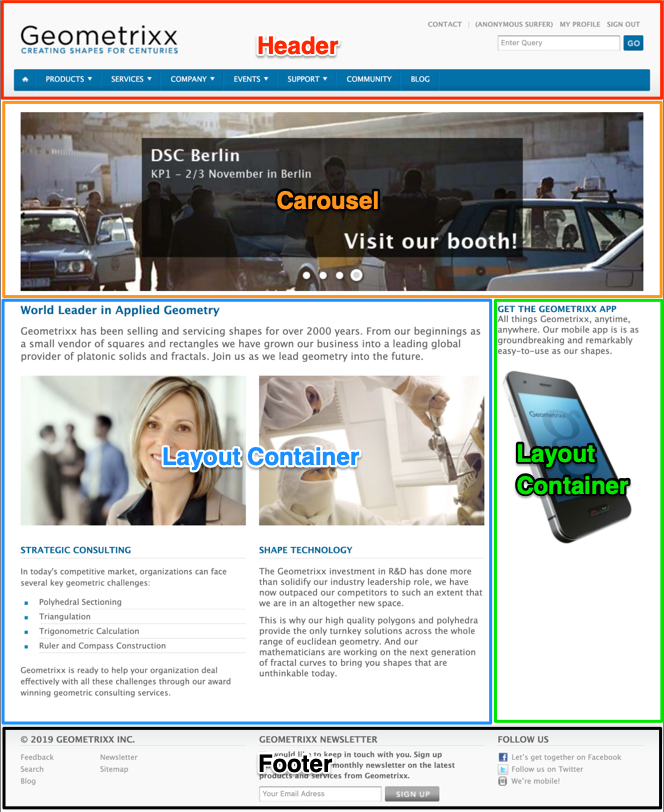 Geometrixx
CREATING SHAPES FOR CENTURIES
CONTACT | (ANONYMOUS SURFER) MY PROFILE SIGN OUT
Enter Query GO
Header
PRODUCTS SERVICES COMPANY EVENTS SUPPORT COMMUNITY BLOG
DSC Berlin
KP1 - 2/3 November in Berlin
Carousel
Visit our booth!
World Leader in Applied Geometry
Geometrixx has been selling and servicing shapes for over 2000 years. From our beginnings as
a small vendor of squares and rectangles we have grown our business into a leading global
provider of platonic solids and fractals. Join us as we lead geometry into the future.
Layout Container
STRATEGIC CONSULTING
In today's competitive market, organizations can face
several key geometric challenges:
Polyhedral Sectioning
Triangulation
Trigonometric Calculation
Ruler and Compass Construction
Geometrixx is ready to help your organization deal
effectively with all these challenges through our award
winning geometric consulting services.
SHAPE TECHNOLOGY
The Geometrixx investment in R&D has done more
than solidify our industry leadership role, we have
now outpaced our competitors to such an extent that
we are in an altogether new space.
This is why our high quality polygons and polyhedra
provide the only turnkey solutions across the whole
range of euclidean geometry. And our
mathematicians are working on the next generation
of fractal curves to bring you shapes that are
unthinkable today.
GET THE GEOMETRIXX APP
All things Geometrixx, anytime,
anywhere. Our mobile app is is as
groundbreaking and remarkably
easy-to-use as our shapes.
Geometrixx
Layout
Container
© 2019 GEOMETRIXX INC.
Feedback Newsletter
Search Sitemap
Blog
GEOMETRIXX NEWSLETTER
would to keep in touch with you. Sign up
monthly newsletter on the latest
products and services from Geometrixx.
Footer
Your Email Adress SIGN UP
FOLLOW US
Let's get together on Facebook
Follow us on Twitter
We're mobile!